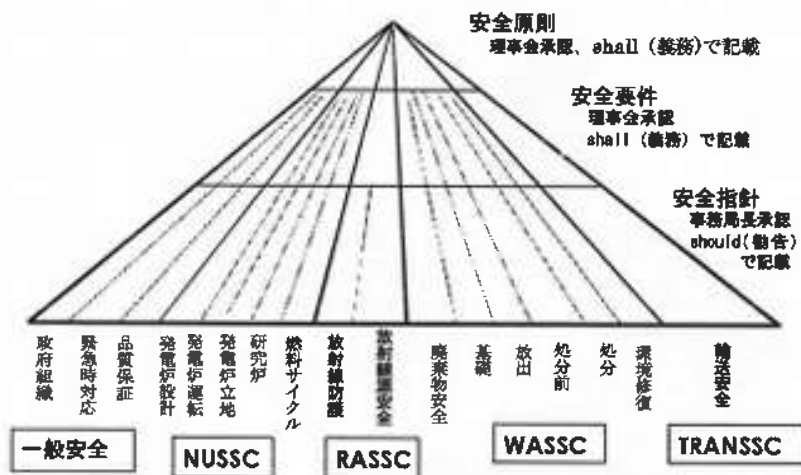 安全原則
理事会承認、shall (義務)で記載
安全要件
理事会承認
shall (義務) で記載
安全指針
事務局長承認
should(勧告)
で記載
政府組織
緊急時対応
品質保証
発電炉設計
発電炉運転
発電炉立地
研究炉
燃料サイクル
放射線防護
放射線源安全
廃棄物安全
基礎
放出
処分前
処分
環境修復
輸送安全
一般安全
NUSSC
RASSC
WASSC
TRANSSC